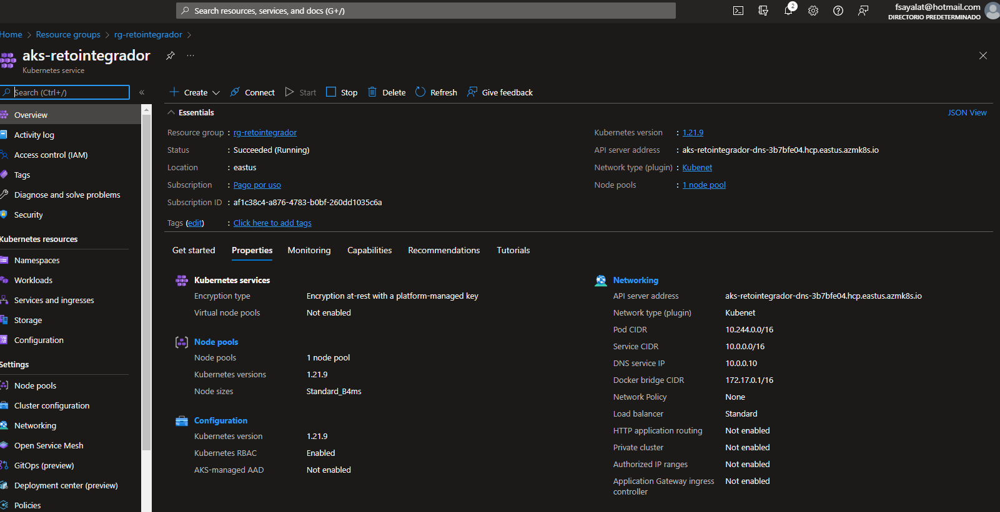 Search resources, services, and docs (G+/)
2
fsayalat@hotmail.com
DIRECTORIO PREDETERMINADO
Home > Resource groups > rg-retointegrador >
aks-retointegrador
...
Kubernetes service
Search (Ctrl+/)
«
Create
Connect
Start
Stop
Delete
Refresh
Give feedback
Overview
Activity log
Access control (IAM)
Tags
Diagnose and solve problems
Security
Kubernetes resources
Namespaces
Workloads
Services and ingresses
Storage
Configuration
Settings
Node pools
Cluster configuration
Networking
Open Service Mesh
GitOps (preview)
Deployment center (preview)
Policies
Essentials
JSON View
Resource group : rg-retointegrador
Status : Succeeded (Running)
Location : eastus
Subscription : Pago por uso
Subscription ID : af1c38c4-a876-4783-b0bf-260dd1035c6a
Tags (edit) : Click here to add tags
Kubernetes version : 1.21.9
API server address : aks-retointegrador-dns-3b7bfe04.hcp.eastus.azmk8s.io
Network type (plugin) : Kubenet
Node pools : 1 node pool
Get started
Properties
Monitoring
Capabilities
Recommendations
Tutorials
Kubernetes services
Encryption type Encryption at-rest with a platform-managed key
Virtual node pools Not enabled
Node pools
Node pools 1 node pool
Kubernetes versions 1.21.9
Node sizes Standard_B4ms
Configuration
Kubernetes version 1.21.9
Kubernetes RBAC Enabled
AKS-managed AAD Not enabled
Networking
API server address aks-retointegrador-dns-3b7bfe04.hcp.eastus.azmk8s.io
Network type (plugin) Kubenet
Pod CIDR 10.244.0.0/16
Service CIDR 10.0.0.0/16
DNS service IP 10.0.0.10
Docker bridge CIDR 172.17.0.1/16
Network Policy None
Load balancer Standard
HTTP application routing Not enabled
Private cluster Not enabled
Authorized IP ranges Not enabled
Application Gateway ingress Not enabled
controller